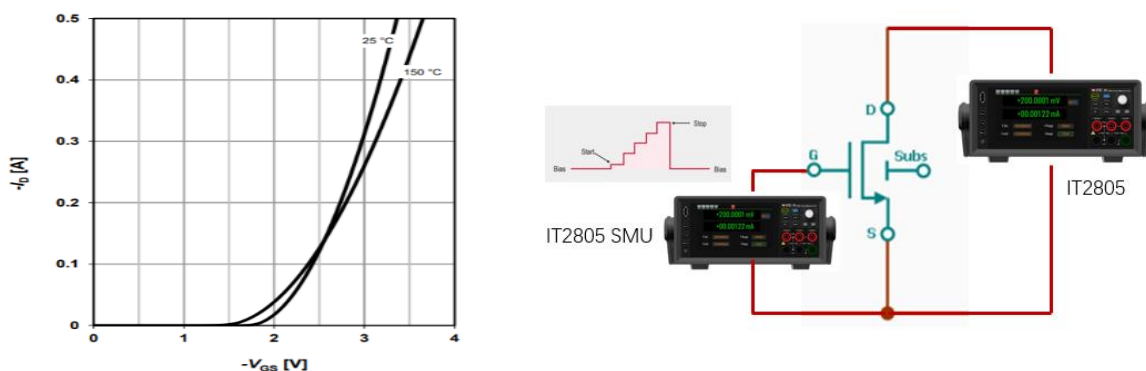 0.5
0.4
0.3
0.2
0.1
0
0
1
2
3
4
-I_D [A]
-V_GS [V]
25 °C
150 °C
Bias
Start
Stop
Bias
IT2805 SMU
+200.0001 mV
+00.00122 mA
G
D
Subs
S
+200.0001 mV
+00.00122 mA
IT2805